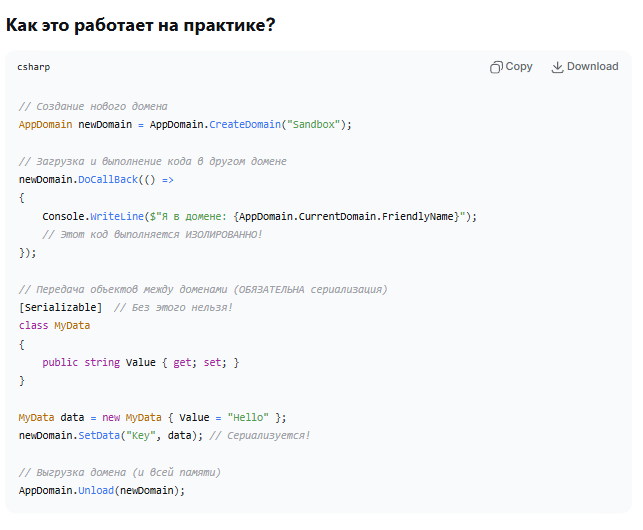 Как это работает на практике?
csharp
Copy
Download
// Создание нового домена
AppDomain newDomain = AppDomain.CreateDomain("Sandbox");
// Загрузка и выполнение кода в другом домене
newDomain.DoCallBack(() =>
{
Console.WriteLine($"Я в домене: {AppDomain.CurrentDomain.FriendlyName}");
// Этот код выполняется ИЗОЛИРОВАННО!
});
// Передача объектов между доменами (ОБЯЗАТЕЛЬНА сериализация)
[Serializable]  // Без этого нельзя!
class MyData
{
public string Value { get; set; }
}
MyData data = new MyData { Value = "Hello" };
newDomain.SetData("Key", data); // Сериализуется!
// Выгрузка домена (и всей памяти)
AppDomain.Unload(newDomain);